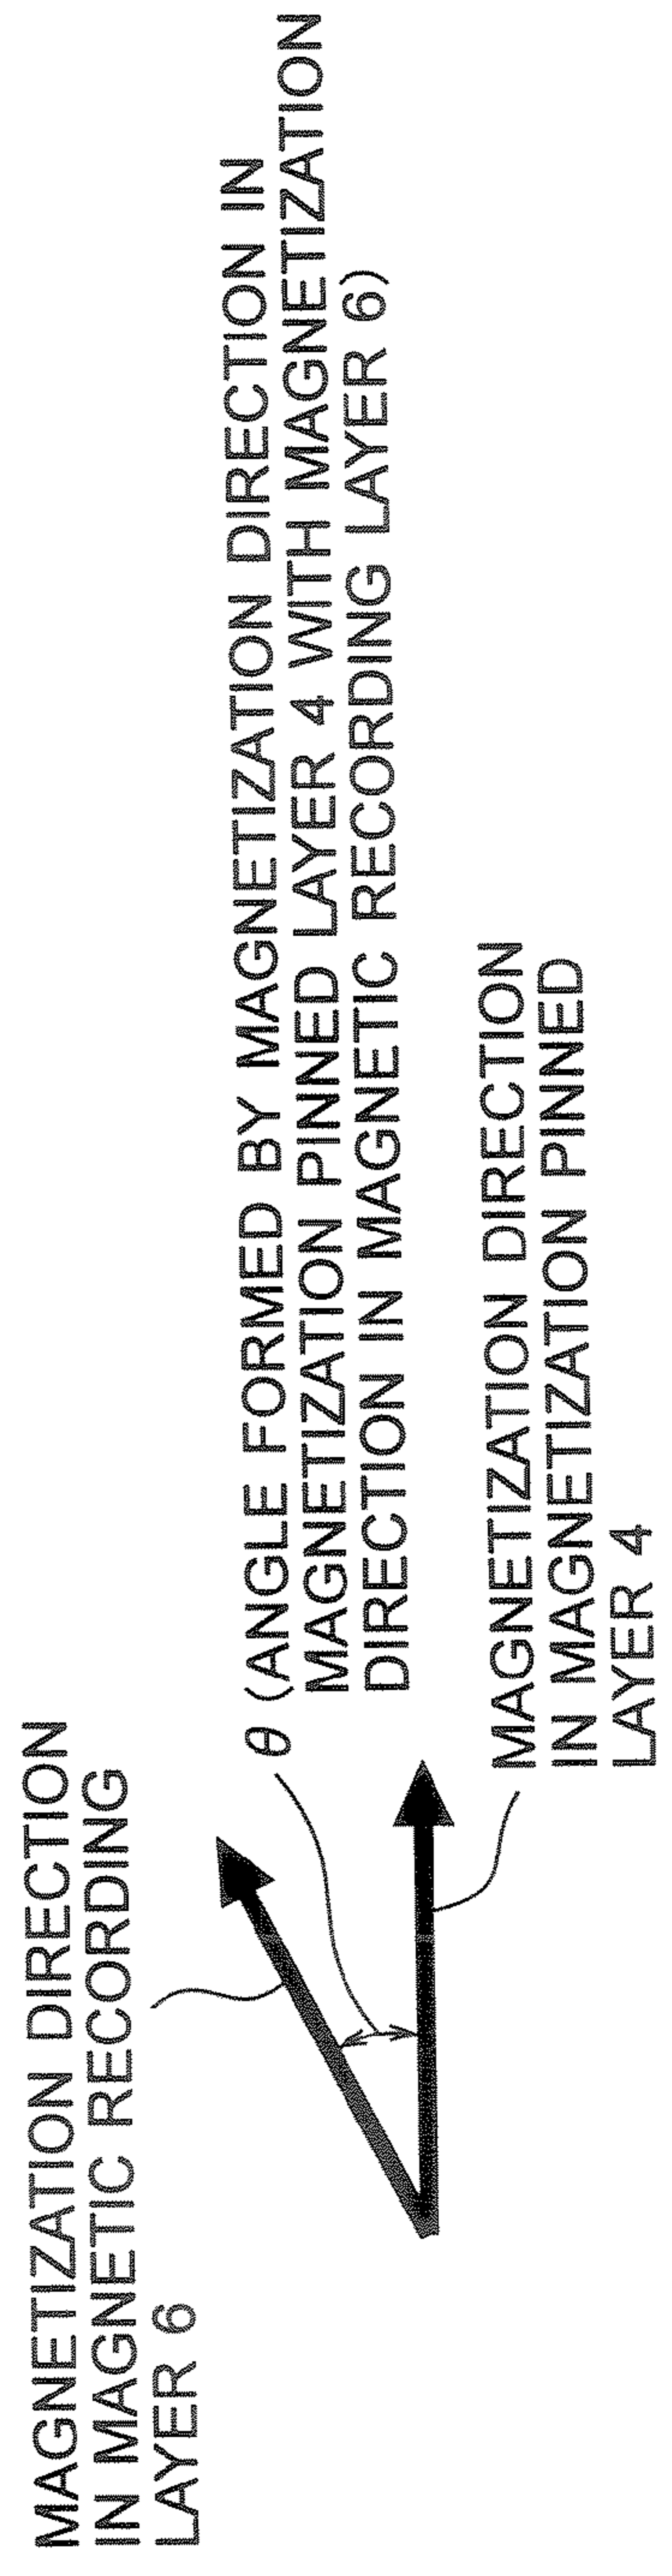 MAGNETIZATION DIRECTION
IN MAGNETIC RECORDING
LAYER 6
θ (ANGLE FORMED BY MAGNETIZATION DIRECTION IN
MAGNETIZATION PINNED LAYER 4 WITH MAGNETIZATION
DIRECTION IN MAGNETIC RECORDING LAYER 6)
MAGNETIZATION DIRECTION
IN MAGNETIZATION PINNED
LAYER 4